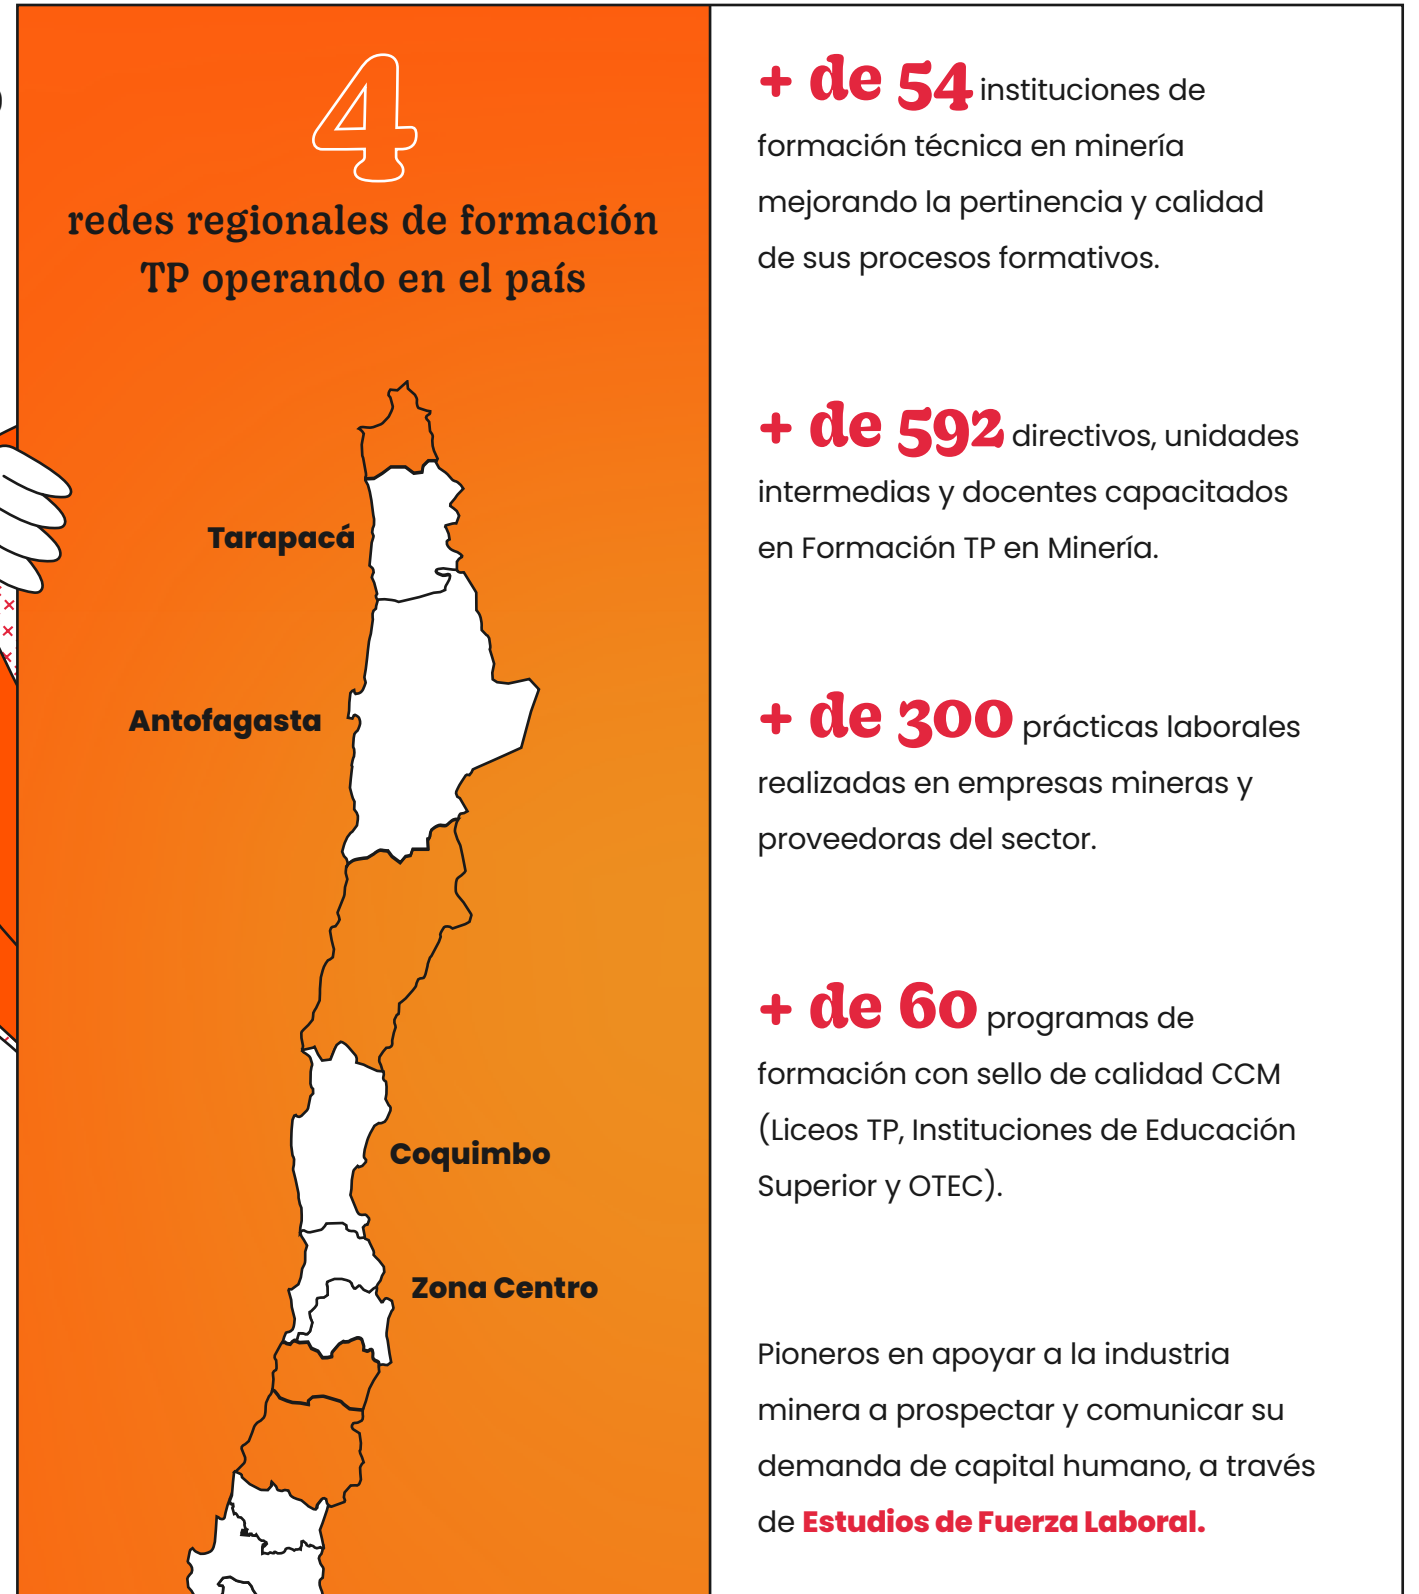 4
redes regionales de formación
TP operando en el país
Tarapacá
Antofagasta
Coquimbo
Zona Centro
+ de 54 instituciones de
formación técnica en minería
mejorando la pertinencia y calidad
de sus procesos formativos.
+ de 592 directivos, unidades
intermedias y docentes capacitados
en Formación TP en Minería.
+ de 300 prácticas laborales
realizadas en empresas mineras y
proveedoras del sector.
+ de 60 programas de
formación con sello de calidad CCM
(Liceos TP, Instituciones de Educación
Superior y OTEC).
Pioneros en apoyar a la industria
minera a prospectar y comunicar su
demanda de capital humano, a través
de Estudios de Fuerza Laboral.